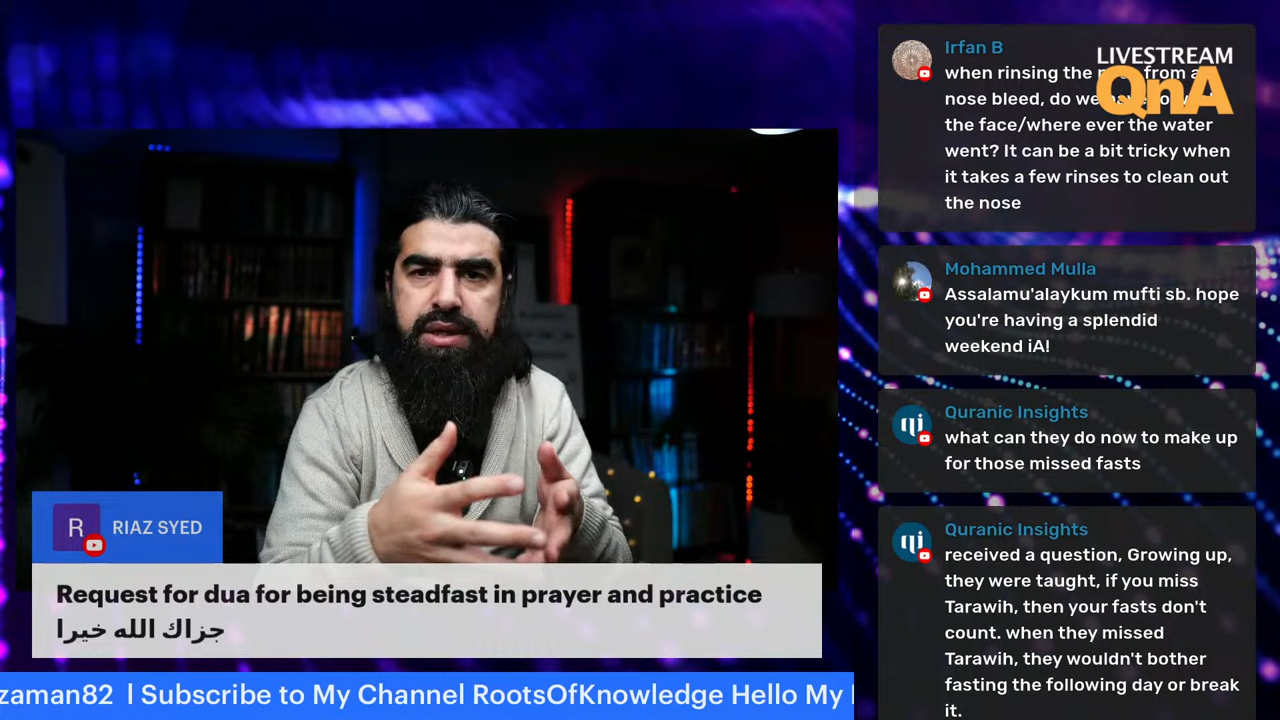 Irfan B
when rinsing the from
nose bleed, do we
the face/where ever the water
went? It can be a bit tricky when
it takes a few rinses to clean out
the nose
LIVESTREAM
QnA
Mohammed Mulla
Assalamu'alaykum mufti sb. hope
you're having a splendid
weekend iA!
Quranic Insights
what can they do now to make up
for those missed fasts
qi
Quranic Insights
received a question, Growing up,
they were taught, if you miss
Tarawih, then your fasts don't
count. when they missed
Tarawih, they wouldn't bother
fasting the following day or break
it.
qi
R RIAZ SYED
Request for dua for being steadfast in prayer and practice
جزاك الله خيرا
zaman82 | Subscribe to My Channel RootsOfKnowledge Hello My